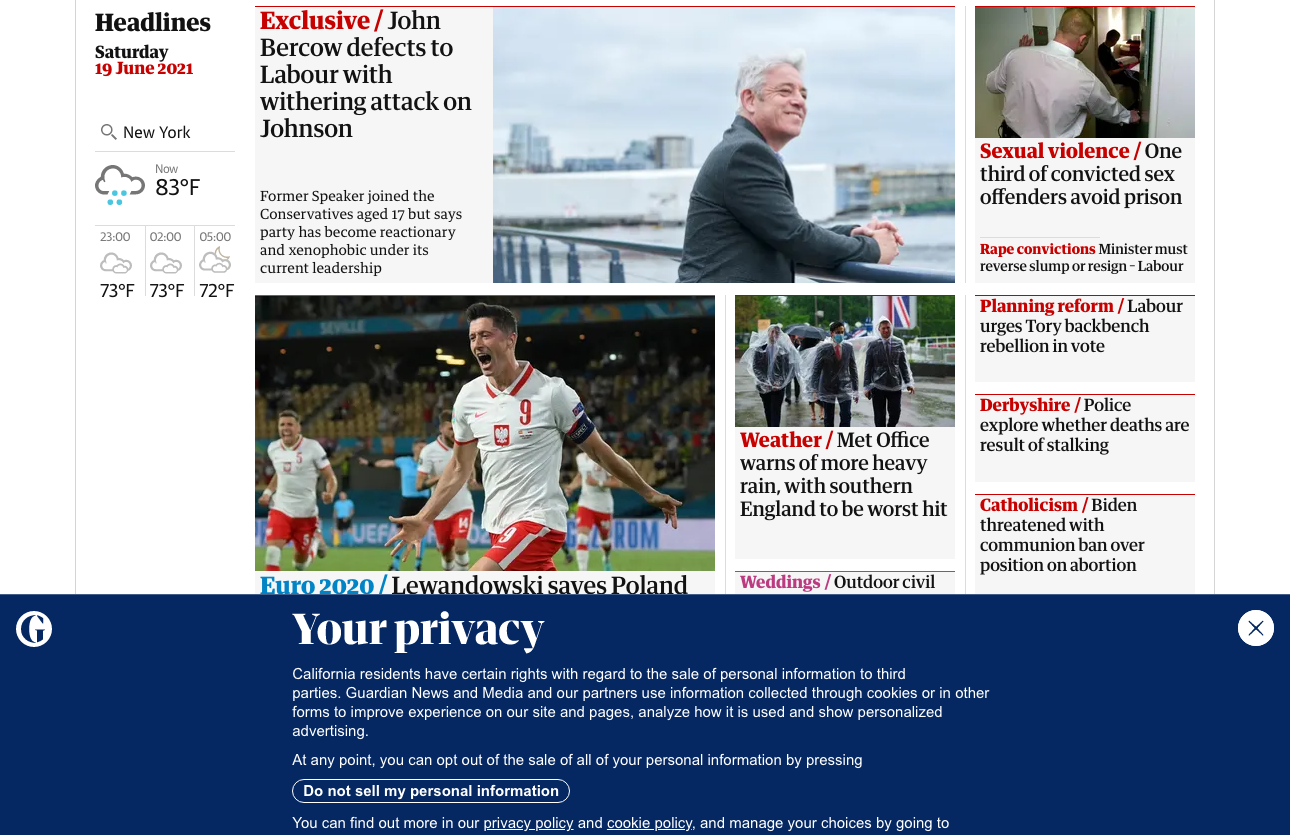 Headlines
Saturday
19 June 2021
New York
Now
83°F
23:00
02:00
05:00
73°F
73°F
72°F
Exclusive / John
Bercow defects to
Labour with
withering attack on
Johnson
Former Speaker joined the
Conservatives aged 17 but says
party has become reactionary
and xenophobic under its
current leadership
Sexual violence / One
third of convicted sex
offenders avoid prison
Rape convictions Minister must
reverse slump or resign – Labour
SEVILLE
9
5
14
9
5
RESPECT
UEFA EURO2020
GAZPROM
Euro 2020 / Lewandowski saves Poland
Weather / Met Office
warns of more heavy
rain, with southern
England to be worst hit
Weddings / Outdoor civil
Planning reform / Labour
urges Tory backbench
rebellion in vote
Derbyshire / Police
explore whether deaths are
result of stalking
Catholicism / Biden
threatened with
communion ban over
position on abortion
G
Your privacy
California residents have certain rights with regard to the sale of personal information to third
parties. Guardian News and Media and our partners use information collected through cookies or in other
forms to improve experience on our site and pages, analyze how it is used and show personalized
advertising.
At any point, you can opt out of the sale of all of your personal information by pressing
Do not sell my personal information
You can find out more in our privacy policy and cookie policy, and manage your choices by going to